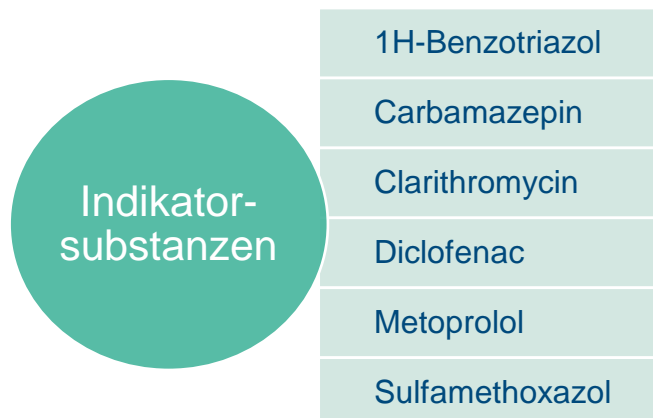 Indikator-
substanzen
1H-Benzotriazol
Carbamazepin
Clarithromycin
Diclofenac
Metoprolol
Sulfamethoxazol